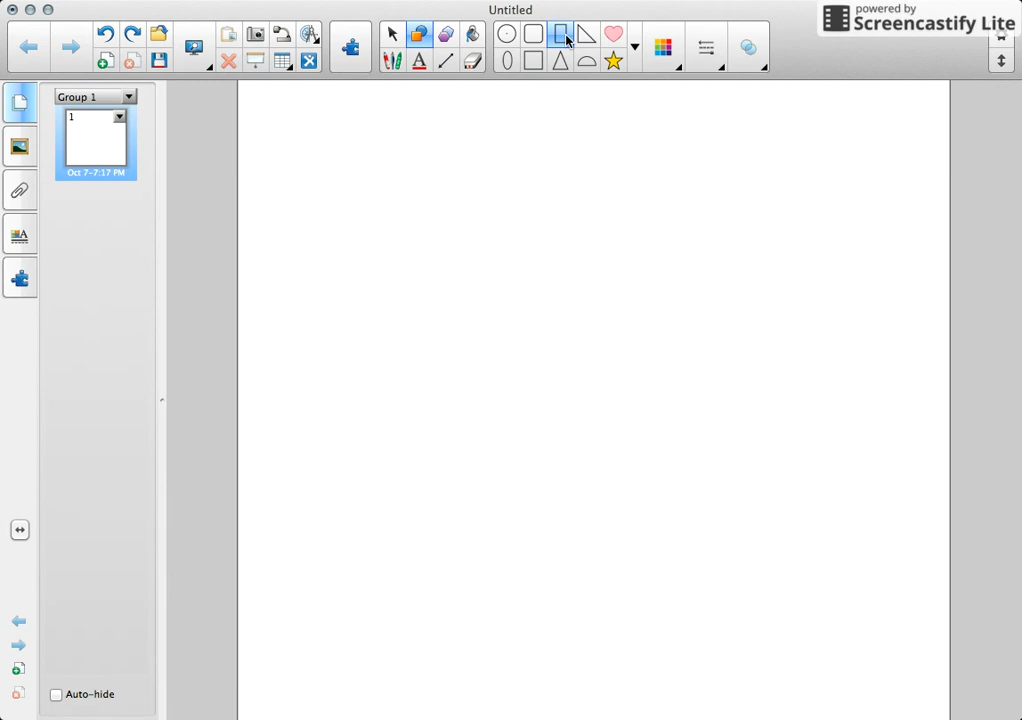 Untitled
powered by
Screencastify Lite
Group 1
1
Oct 7-7:17 PM
A
A
Auto-hide